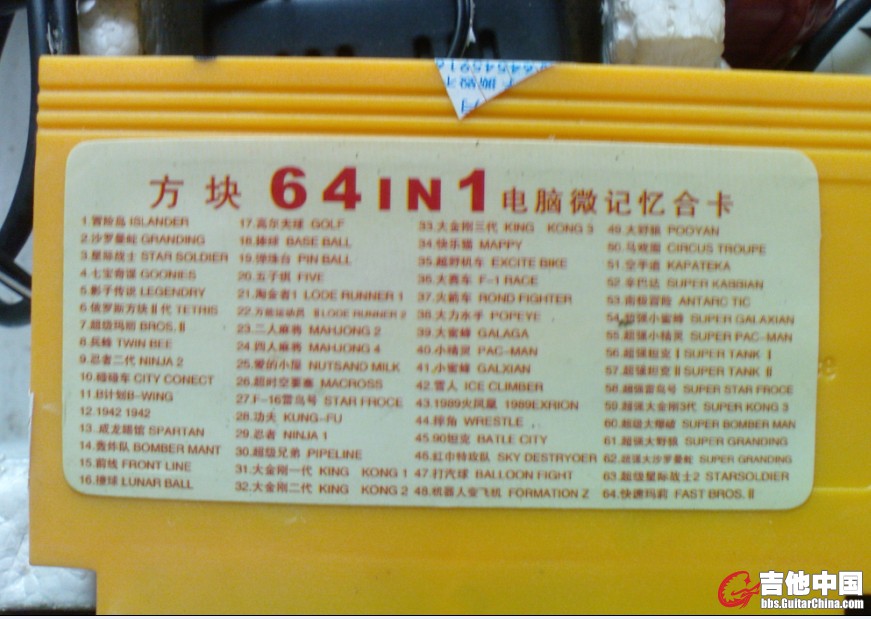 方块 64 IN 1 电脑微记忆合卡
1.冒险岛 ISLANDER
2.沙罗曼蛇 GRANDING
3.星际战士 STAR SOLDIER
4.七宝奇谋 GOONIES
5.影子传说 LEGENDRY
6.俄罗斯方块Ⅱ代 TETRIS
7.超级玛丽 BROS.Ⅱ
8.兵蜂 TWIN BEE
9.忍者二代 NINJA 2
10.碰碰车 CITY CONECT
11.B计划B-WING
12.1942 1942
13.成龙踢馆 SPARTAN
14.轰炸队 BOMBER MANT
15.前线 FRONT LINE
16.撞球 LUNAR BALL
17.高尔夫球 GOLF
18.棒球 BASE BALL
19.弹珠台 PIN BALL
20.五子棋 FIVE
21.淘金者1 LODE RUNNER 1
22.方能运动员 ⅡLODE RUNNER 2
23.二人麻将 MAHJONG 2
24.四人麻将 MAHJONG 4
25.爱的小屋 NUTSAND MILK
26.超时空要塞 MACROSS
27.F-16雷鸟号 STAR FROCE
28.功夫 KUNG-FU
29.忍者 NINJA 1
30.超级兄弟 PIPELINE
31.大金刚一代 KING KONG 1
32.大金刚二代 KING KONG 2
33.大金刚三代 KING KONG 3
34.快乐猫 MAPPY
35.越野机车 EXCITE BIKE
36.大赛车 F-1 RACE
37.火箭车 ROND FIGHTER
38.大力水手 POPEYE
39.大蜜蜂 GALAGA
40.小精灵 PAC-MAN
41.小蜜蜂 GALXIAN
42.雪人 ICE CLIMBER
43.1989火凤凰 1989EXRION
44.摔角 WRESTLE
45.90坦克 BATLE CITY
46.红巾特攻队 SKY DESTRYOER
47.打汽球 BALLOON FIGHT
48.机器人变飞机 FORMATION Z
49.大野狼 POOYAN
50.马戏团 CIRCUS TROUPE
51.空手道 KAPATEKA
52.辛巴达 SUPER KABBIAN
53.南极冒险 ANTARC TIC
54.超强小蜜蜂 SUPER GALAXIAN
55.超强小精灵 SUPER PAC-MAN
56.超强坦克Ⅰ SUPER TANK Ⅰ
57.超强坦克Ⅱ SUPER TANK Ⅱ
58.超强雷鸟号 SUPER STAR FROCE
59.超强大金刚3代 SUPER KONG 3
60.超级大爆破 SUPER BOMBER MAN
61.超强大野狼 SUPER GRANDING
62.超强大沙罗曼蛇 SUPER GRANDING
63.超级星际战士2 STARSOLDIER
64.快速玛莉 FAST BROS.Ⅱ
吉他中国
bbs.GuitarChina.com